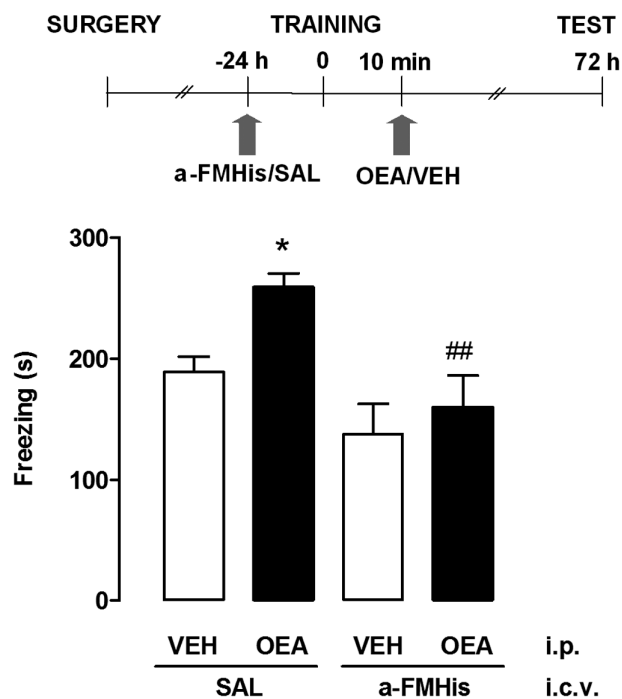 SURGERY TRAINING TEST
-24 h 0 10 min 72 h
a-FMHis/SAL OEA/VEH
300
*
200
##
100
0
Freezing (s)
VEH OEA VEH OEA i.p.
SAL a-FMHis i.c.v.